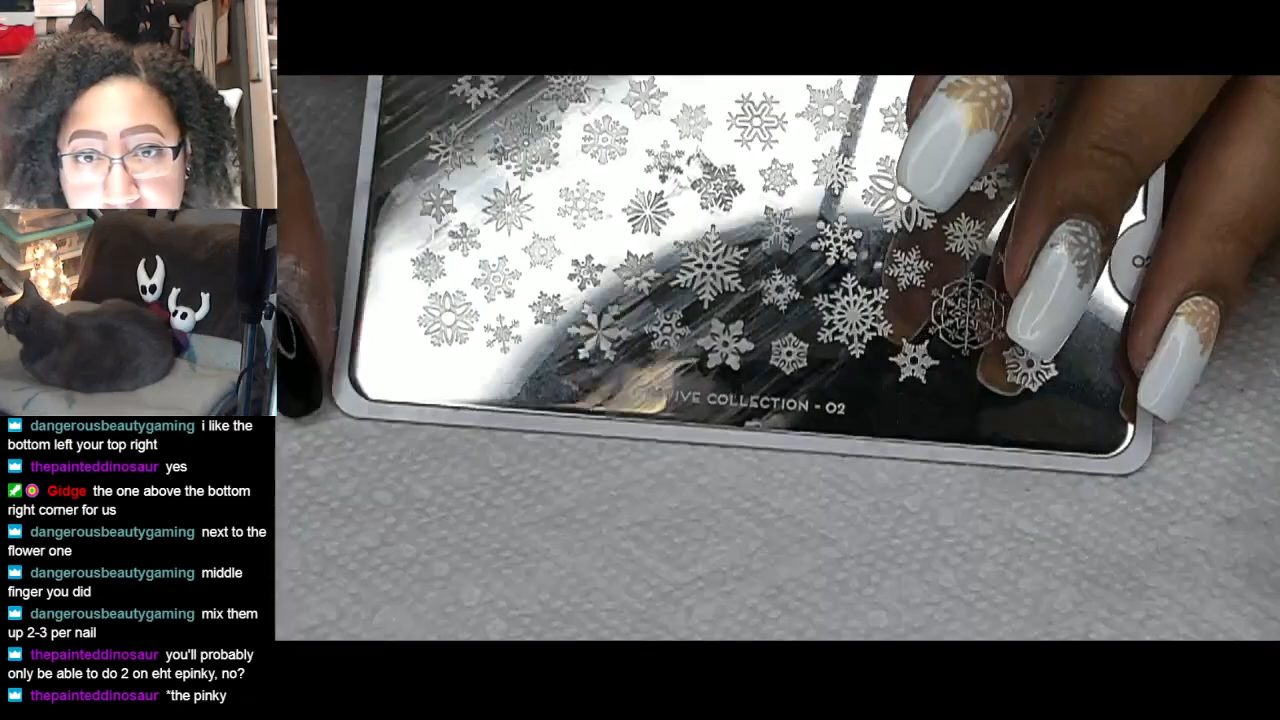 dangerousbeautygaming i like the
bottom left your top right
thepainteddinosaur yes
Gidge the one above the bottom
right corner for us
dangerousbeautygaming next to the
flower one
dangerousbeautygaming middle
finger you did
dangerousbeautygaming mix them
up 2-3 per nail
thepainteddinosaur you'll probably
only be able to do 2 on eht epinky, no?
thepainteddinosaur *the pinky
COLLECTION - 02